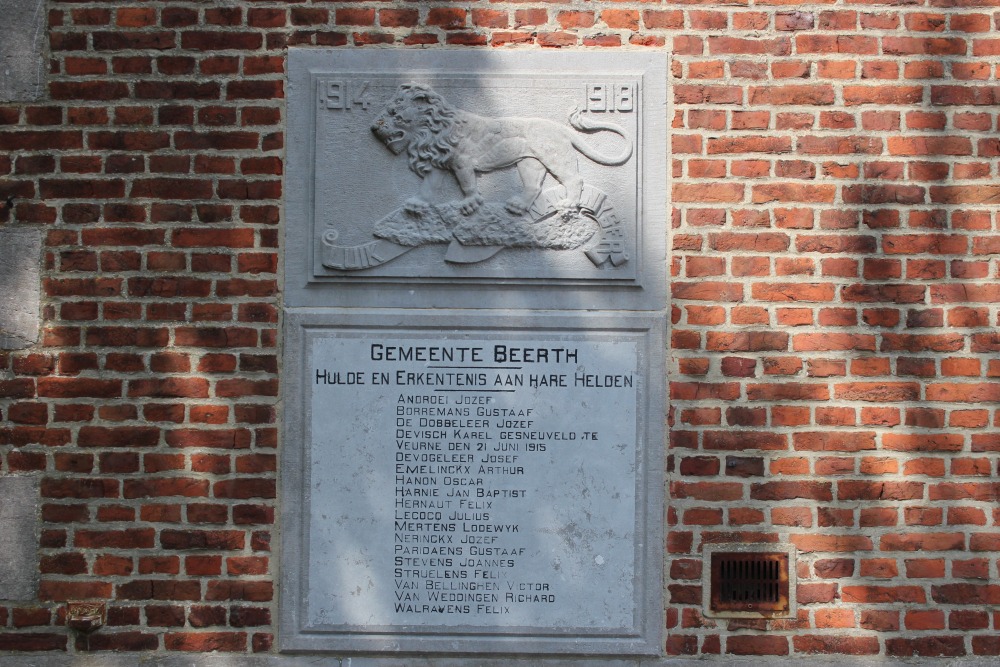 1914
1918
LUIK
YSER
GEMEENTE BEERTH
HULDE EN ERKENTENIS AAN HARE HELDEN
ANDROEI JOZEF
BORREMANS GUSTAAF
DE DOBBELEER JOZEF
DEVISCH KAREL GESNEUVELD TE
VEURNE DEN 21 JUNI 1915
DEVOGELEER JOSEF
EMELINCKX ARTHUR
HANON OSCAR
HARNIE JAN BAPTIST
HERNAUT FELIX
LECOCQ JULIUS
MERTENS LODEWYK
NERINCKX JOZEF
PARIDAENS GUSTAAF
STEVENS JOANNES
STRUELENS FELIX
VAN BELLINGHEN VICTOR
VAN WEDDINGEN RICHARD
WALRAVENS FELIX